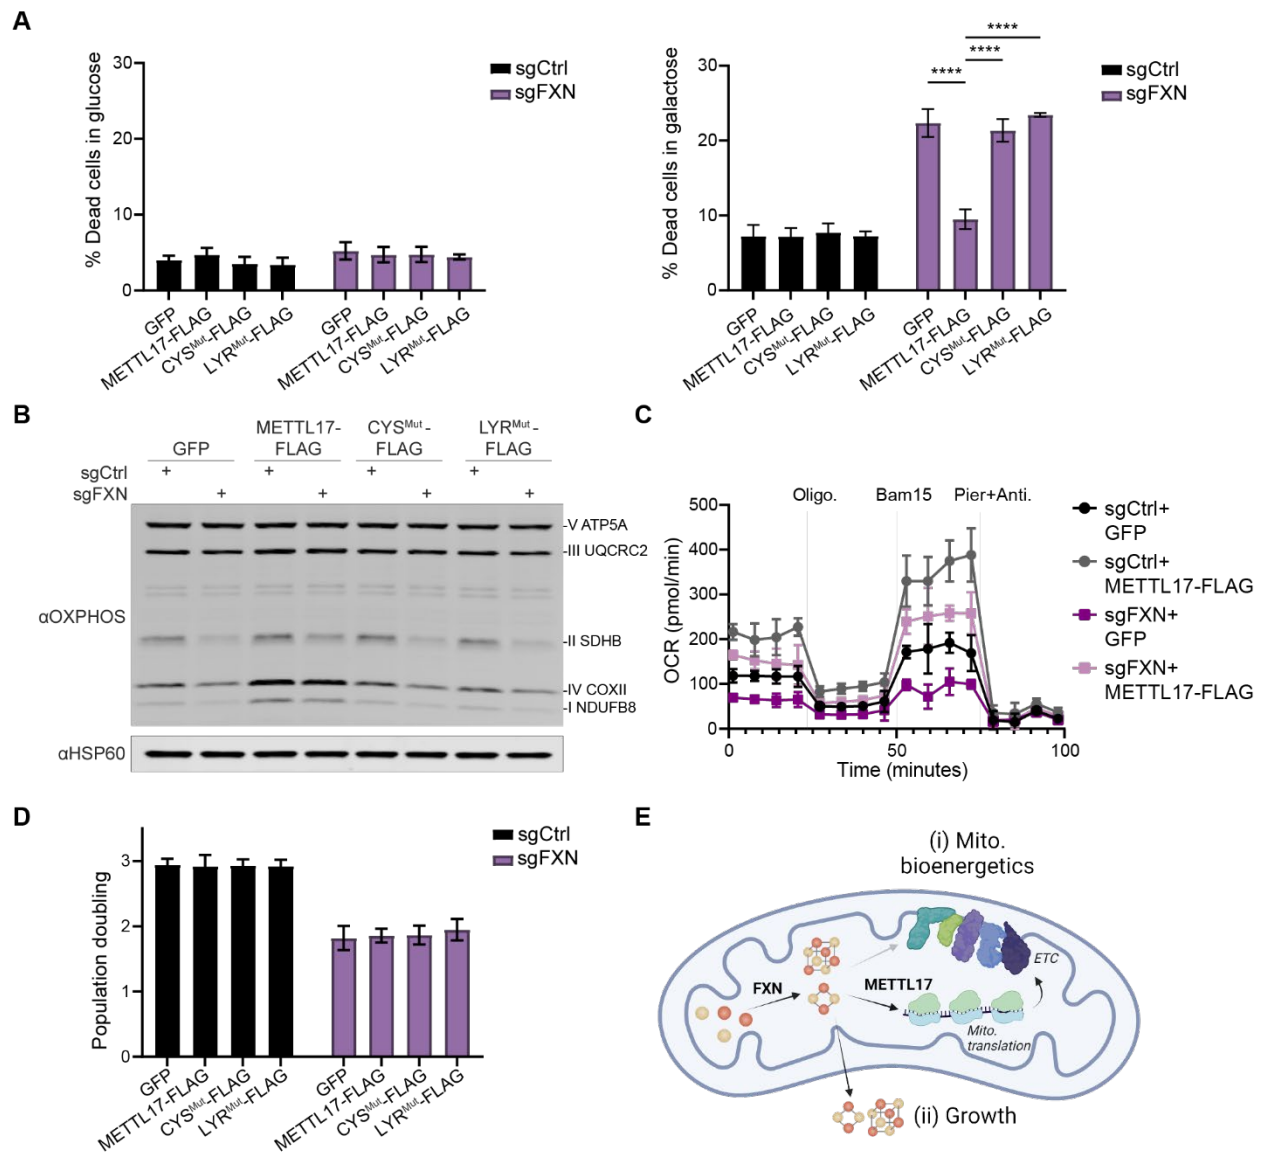 A
% Dead cells in glucose
30
20
10
0
GFP
METTL17-FLAG
CYSMut-FLAG
LYRMut-FLAG
GFP
METTL17-FLAG
CYSMut-FLAG
LYRMut-FLAG
sgCtrl
sgFXN
% Dead cells in galactose
30
20
10
0
****
****
****
GFP
METTL17-FLAG
CYSMut-FLAG
LYRMut-FLAG
GFP
METTL17-FLAG
CYSMut-FLAG
LYRMut-FLAG
sgCtrl
sgFXN
B
GFP
METTL17-
FLAG
CYSMut-
FLAG
LYRMut-
FLAG
sgCtrl + + + +
sgFXN + + + +
αOXPHOS
-V ATP5A
-III UQCRC2
-II SDHB
-IV COXII
-I NDUFB8
αHSP60
C
Oligo. Bam15 Pier+Anti.
OCR (pmol/min)
500
400
300
200
100
0
0 50 100
Time (minutes)
sgCtrl+
GFP
sgCtrl+
METTL17-FLAG
sgFXN+
GFP
sgFXN+
METTL17-FLAG
D
Population doubling
3
2
1
0
GFP
METTL17-FLAG
CYSMut-FLAG
LYRMut-FLAG
GFP
METTL17-FLAG
CYSMut-FLAG
LYRMut-FLAG
sgCtrl
sgFXN
E
(i) Mito.
bioenergetics
ETC
FXN
METTL17
Mito.
translation
(ii) Growth